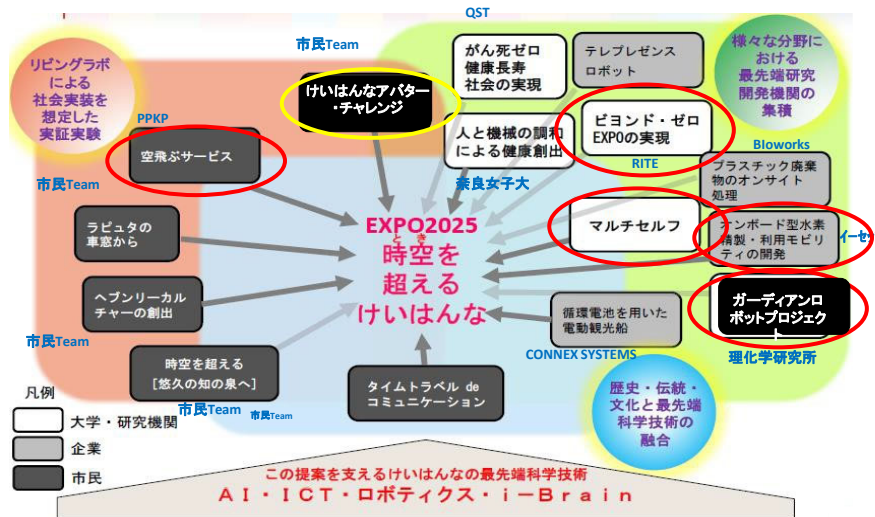 QST
市民Team
リビングラボ
による
社会実装を
想定した
実証実験
けいはんなアバター
・チャレンジ
がん死ゼロ
健康長寿
社会の実現
テレプレゼンス
ロボット
様々な分野に
おける
最先端研究
開発機関の
集積
PPKP
空飛ぶサービス
人と機械の調和
による健康創出
奈良女子大
ビヨンド・ゼロ
EXPOの実現
RITE
Bloworks
プラスチック廃棄
物のオンサイト
処理
市民Team
ラピュタの
車窓から
EXPO2025
とき
時空を
超える
けいはんな
マルチセルフ
オンボード型水素
精製・利用モビリ
ティの開発
イーセッ
ヘブンリーカル
チャーの創出
市民Team
循環電池を用いた
電動観光船
CONNEX SYSTEMS
ガーディアンロ
ボットプロジェク
ト
理化学研究所
時空を超える
[悠久の知の泉へ]
市民Team
市民Team
タイムトラベル de
コミュニケーション
歴史・伝統・
文化と最先端
科学技術の
融合
凡例
大学・研究機関
企業
市民
この提案を支えるけいはんなの最先端科学技術
AI・ICT・ロボティクス・i－Brain